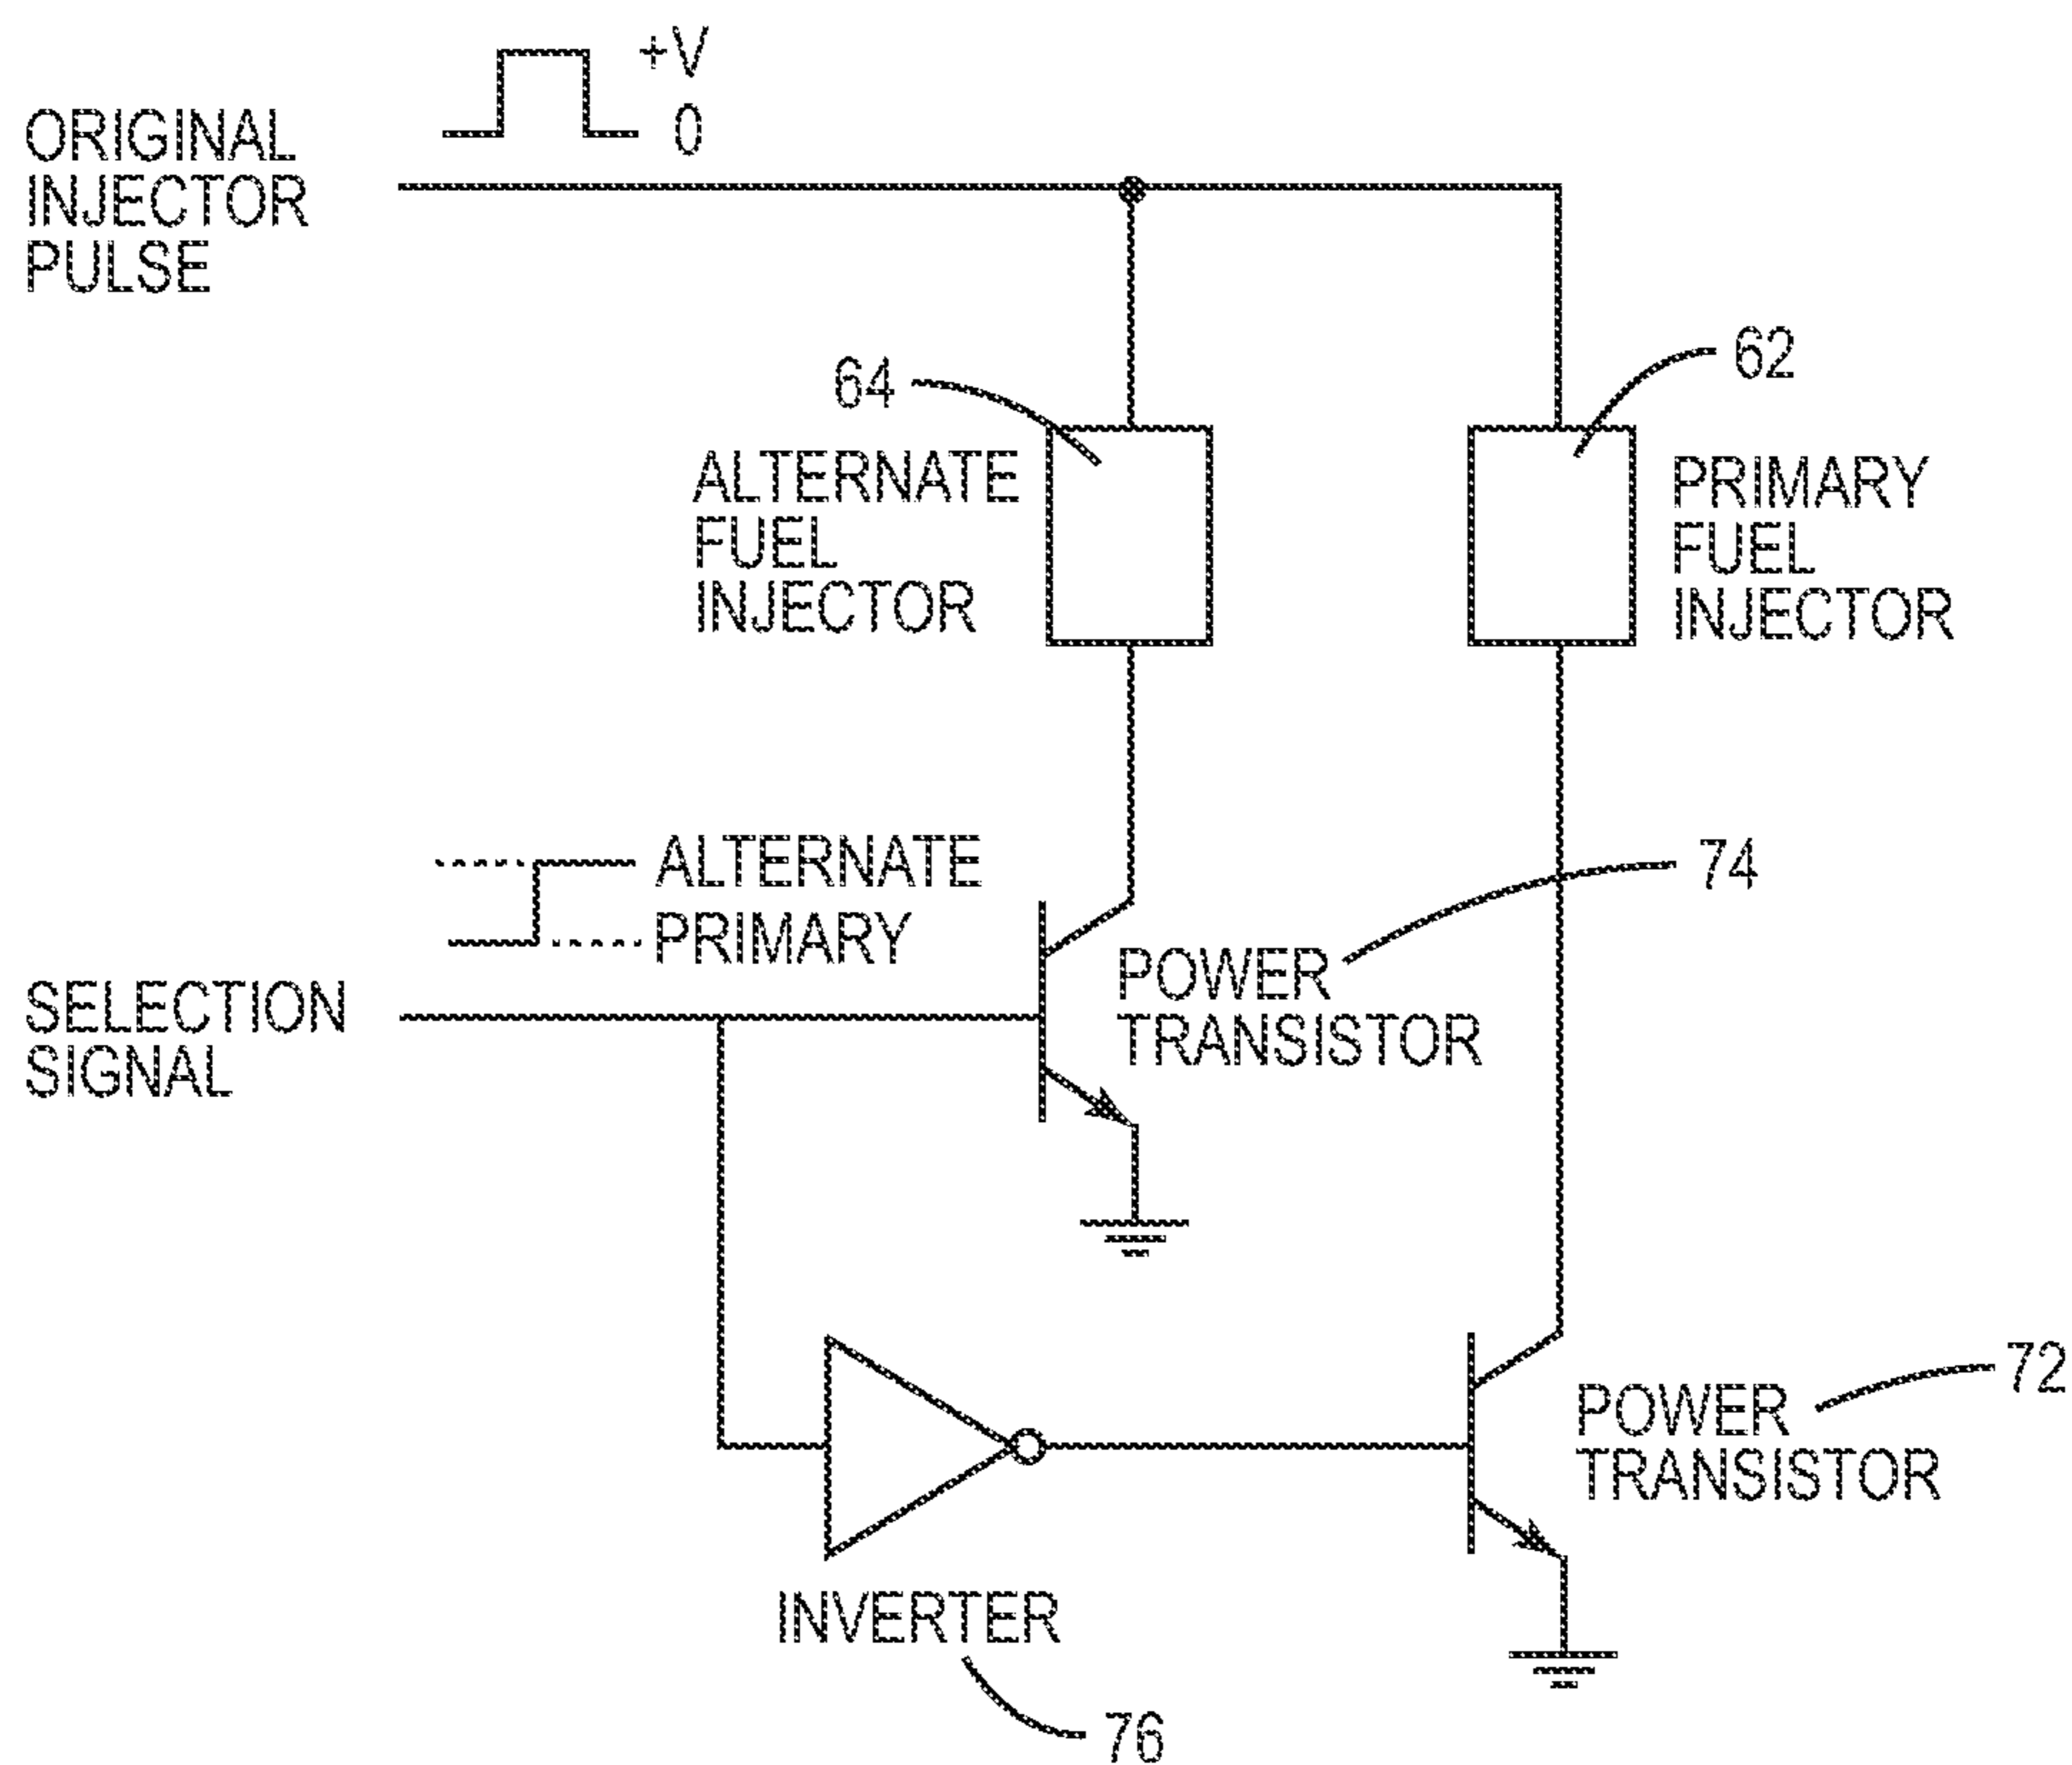 +V
0
ORIGINAL
INJECTOR
PULSE
64
62
ALTERNATE
FUEL
INJECTOR
PRIMARY
FUEL
INJECTOR
ALTERNATE
PRIMARY
74
POWER
TRANSISTOR
SELECTION
SIGNAL
72
POWER
TRANSISTOR
INVERTER
76